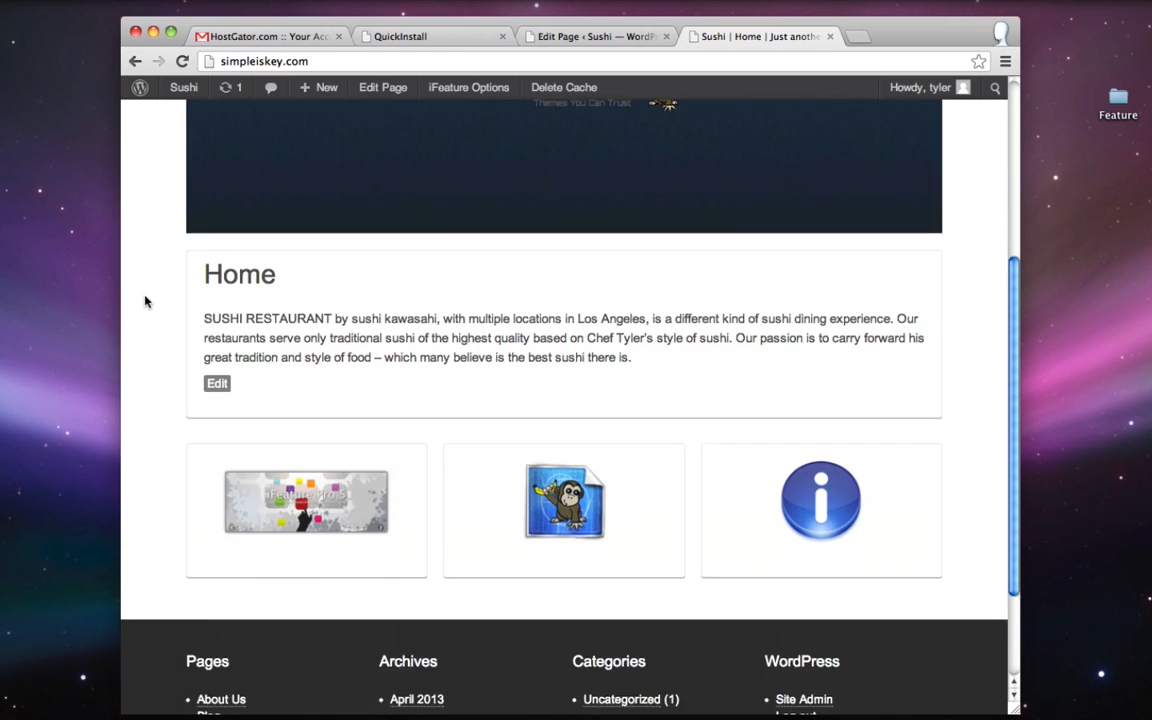 HostGator.com :: Your Acc
QuickInstall
Edit Page ‹ Sushi — WordP
Sushi | Home | Just anothe
simpleiskey.com
Sushi
1
New
Edit Page
iFeature Options
Delete Cache
Howdy, tyler
Feature
Themes You Can Trust
Home
SUSHI RESTAURANT by sushi kawasahi, with multiple locations in Los Angeles, is a different kind of sushi dining experience. Our
restaurants serve only traditional sushi of the highest quality based on Chef Tyler's style of sushi. Our passion is to carry forward his
great tradition and style of food – which many believe is the best sushi there is.
Edit
iFeature Pro 5
i
Pages
Archives
Categories
WordPress
• About Us
• April 2013
• Uncategorized (1)
• Site Admin